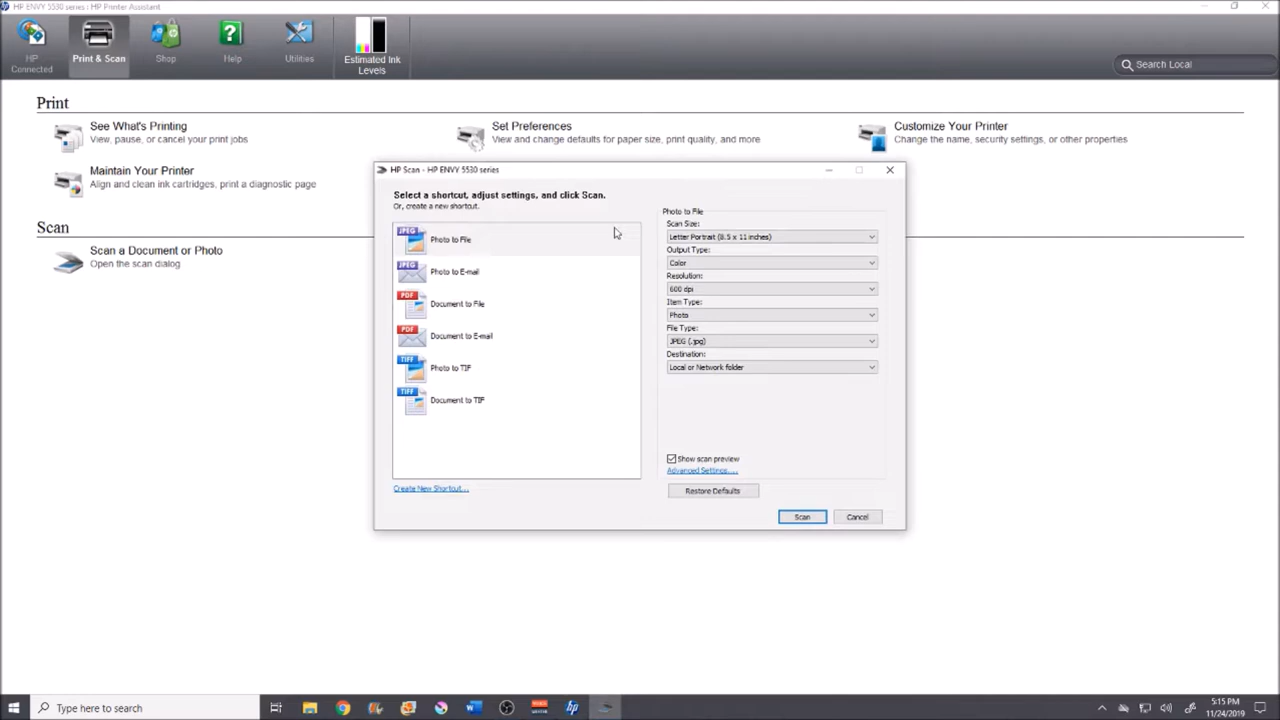 HP ENVY 5530 series : HP Printer Assistant
HP Connected
Print & Scan
Shop
Help
Utilities
Estimated Ink Levels
Search Local
Print
See What's Printing
View, pause, or cancel your print jobs
Set Preferences
View and change defaults for paper size, print quality, and more
Customize Your Printer
Change the name, security settings, or other properties
Maintain Your Printer
Align and clean ink cartridges, print a diagnostic page
Scan
Scan a Document or Photo
Open the scan dialog
HP Scan - HP ENVY 5530 series
Select a shortcut, adjust settings, and click Scan.
Or, create a new shortcut.
JPEG
Photo to File
JPEG
Photo to E-mail
PDF
Document to File
PDF
Document to E-mail
TIFF
Photo to TIF
TIFF
Document to TIF
Create New Shortcut...
Photo to File
Scan Size:
Letter Portrait (8.5 x 11 inches)
Output Type:
Color
Resolution:
600 dpi
Item Type:
Photo
File Type:
JPEG (.jpg)
Destination:
Local or Network folder
Show scan preview
Advanced Settings....
Restore Defaults
Scan
Cancel
Type here to search
5:15 PM
11/24/2019